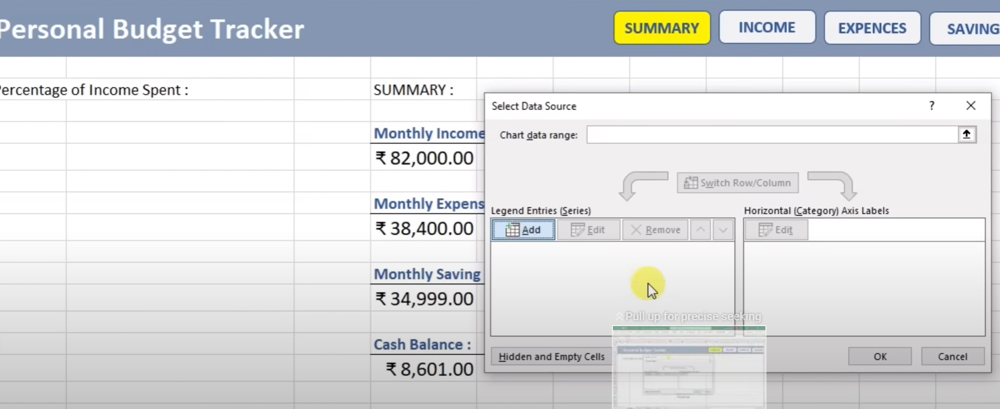 Personal Budget Tracker
SUMMARY
INCOME
EXPENCES
SAVING
Percentage of Income Spent :
SUMMARY :
Monthly Income
₹ 82,000.00
Monthly Expens
₹ 38,400.00
Monthly Saving
₹ 34,999.00
Cash Balance :
₹ 8,601.00
Select Data Source
?
Chart data range:
Switch Row/Column
Legend Entries (Series)
Horizontal (Category) Axis Labels
Add
Edit
Remove
Edit
Pull up for precise seeking
Hidden and Empty Cells
OK
Cancel